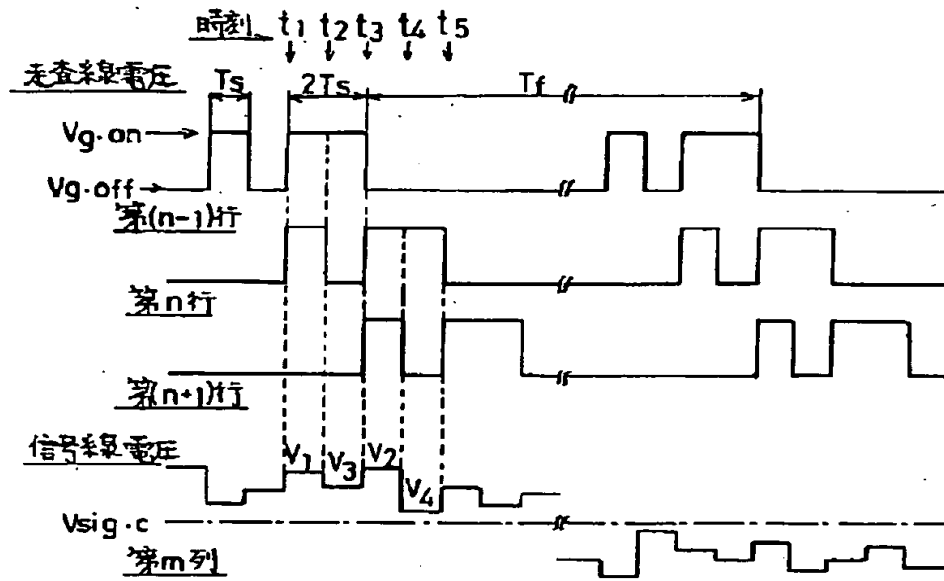 時刻 t1 t2 t3 t4 t5
走査線電圧 Ts 2Ts Tf
Vg·on
Vg·off
第(n-1)行
第n行
第(n+1)行
信号線電圧 V1 V3 V2 V4
Vsig·c
第m列